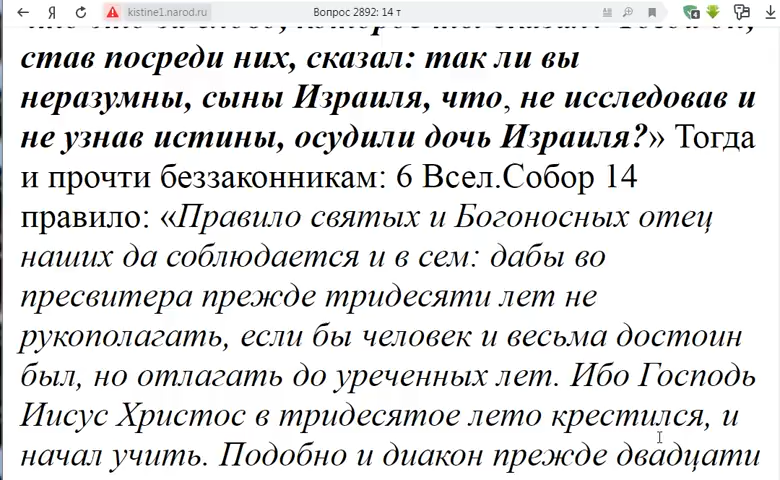 kistine1.narod.ru
Вопрос 2892: 14 т
став посреди них, сказал: так ли вы
неразумны, сыны Израиля, что, не исследовав и
не узнав истины, осудили дочь Израиля?» Тогда
и прочти беззаконникам: 6 Всел.Собор 14
правило: «Правило святых и Богоносных отец
наших да соблюдается и в сем: дабы во
пресвитера прежде тридесяти лет не
рукополагать, если бы человек и весьма достоин
был, но отлагать до уреченных лет. Ибо Господь
Иисус Христос в тридесятое лето крестился, и
начал учить. Подобно и диакон прежде двадцати